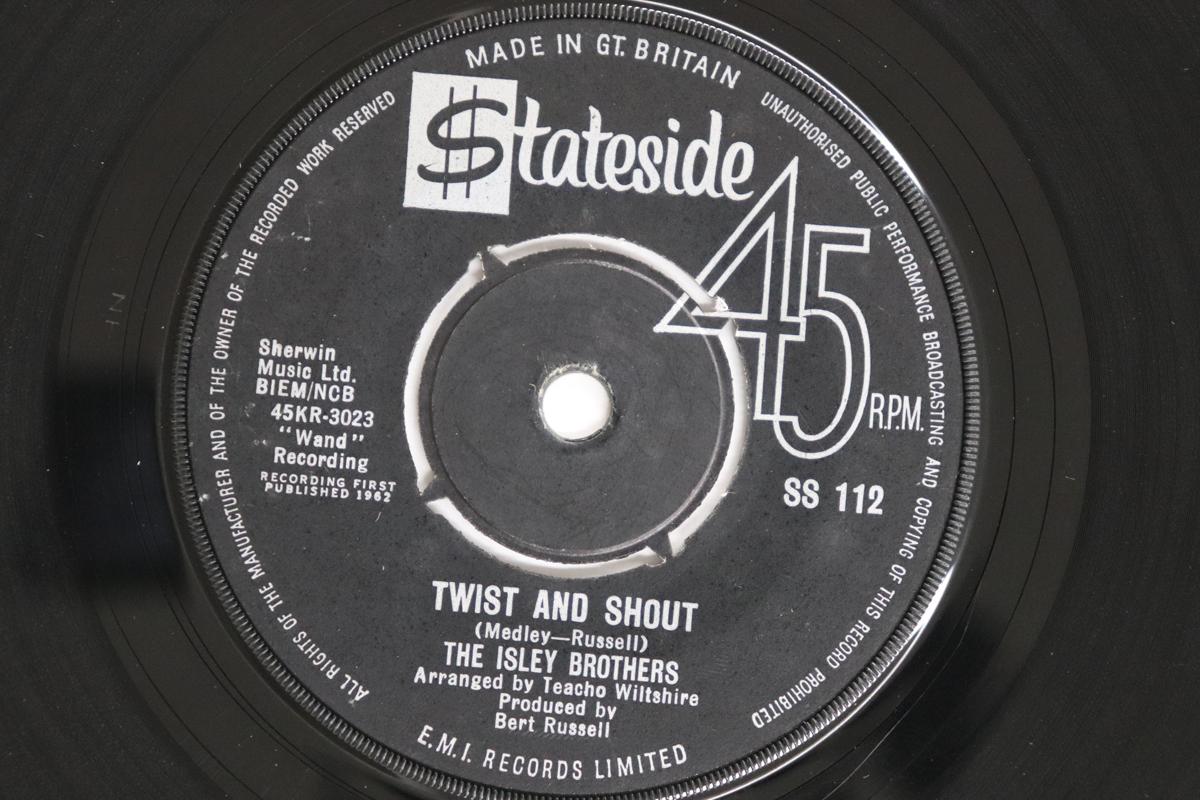 MADE IN GT. BRITAIN
$tateside
45
R.P.M.
SS 112
Sherwin
Music Ltd.
BIEM/NCB
45KR-3023
"Wand"
Recording
RECORDING FIRST
PUBLISHED 1962
TWIST AND SHOUT
(Medley—Russell)
THE ISLEY BROTHERS
Arranged by Teacho Wiltshire
Produced by
Bert Russell
E.M.I. RECORDS LIMITED
ALL RIGHTS OF THE MANUFACTURER AND OF THE OWNER OF THE RECORDED WORK RESERVED
UNAUTHORISED PUBLIC PERFORMANCE BROADCASTING AND COPYING OF THIS RECORD PROHIBITED